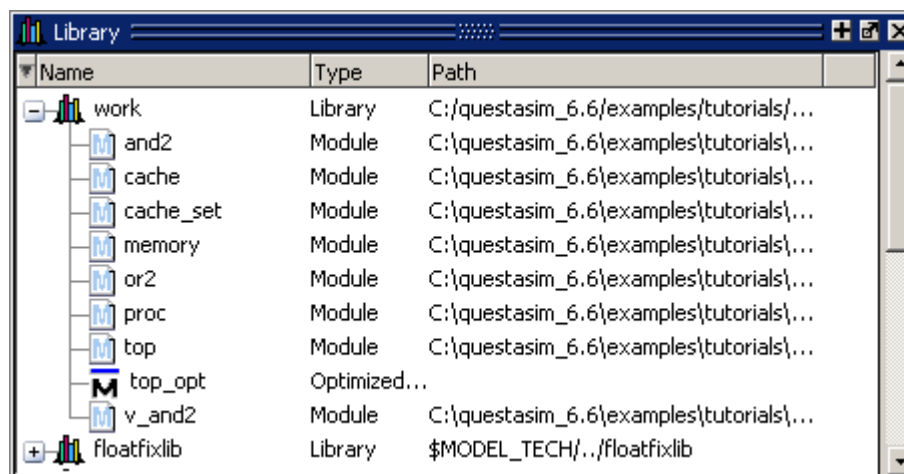 Library
Name Type Path
work Library C:/questasim_6.6/examples/tutorials/...
and2 Module C:\questasim_6.6\examples\tutorials\...
cache Module C:\questasim_6.6\examples\tutorials\...
cache_set Module C:\questasim_6.6\examples\tutorials\...
memory Module C:\questasim_6.6\examples\tutorials\...
or2 Module C:\questasim_6.6\examples\tutorials\...
proc Module C:\questasim_6.6\examples\tutorials\...
top Module C:\questasim_6.6\examples\tutorials\...
top_opt Optimized...
v_and2 Module C:\questasim_6.6\examples\tutorials\...
floatfixlib Library $MODEL_TECH/../floatfixlib